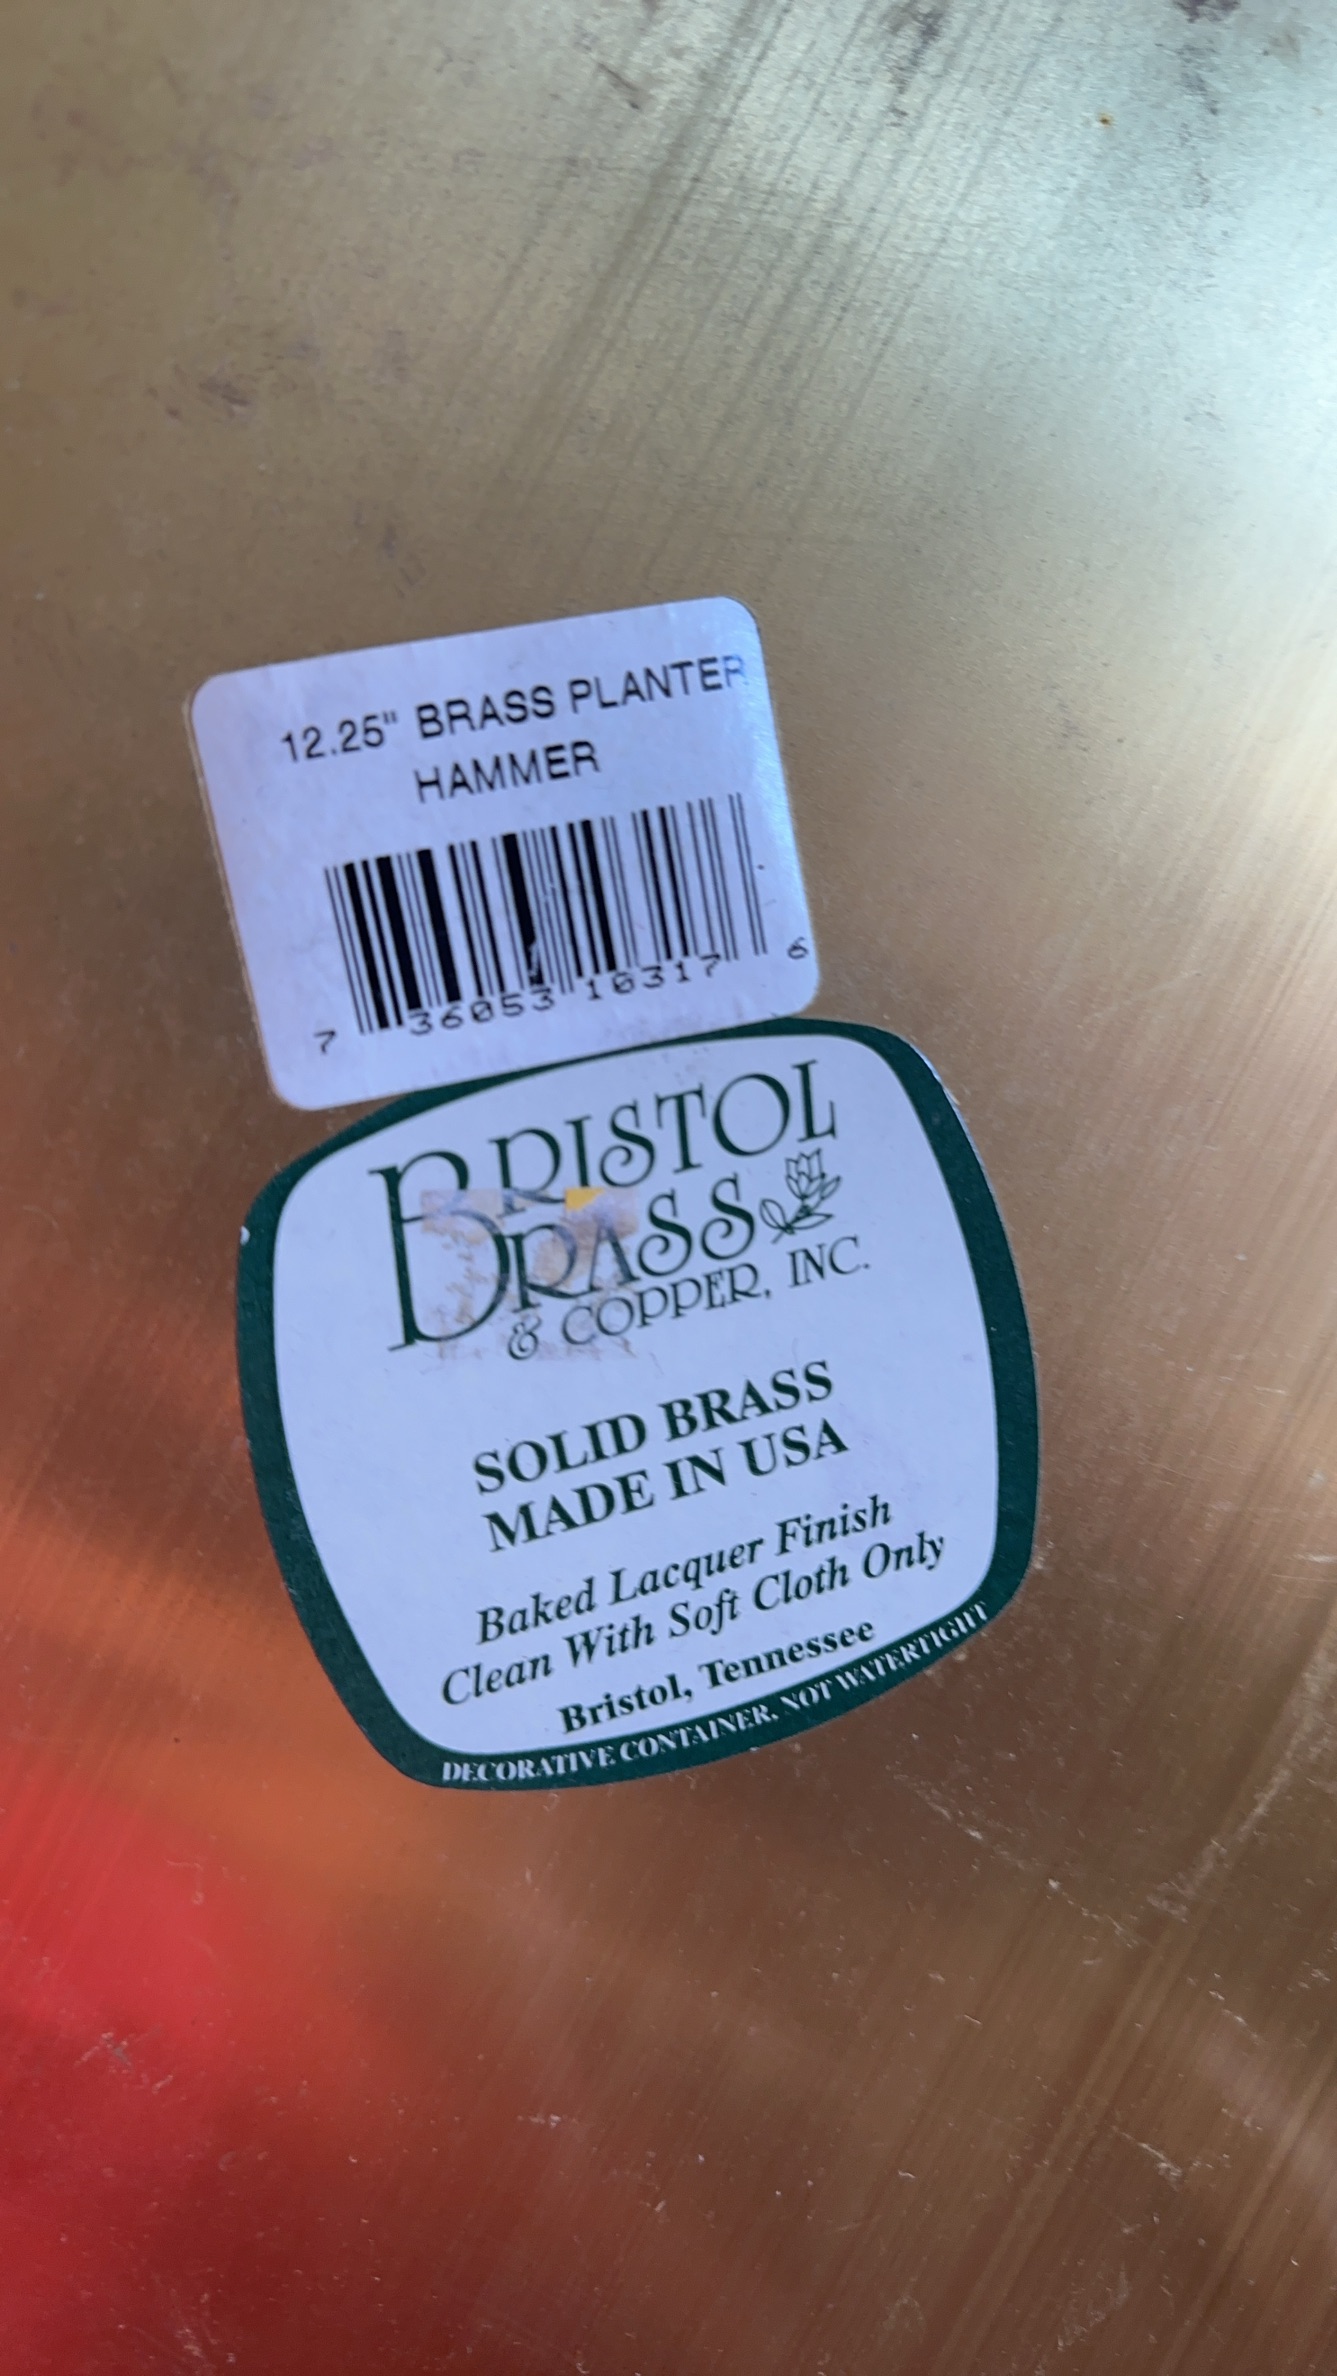 12.25" BRASS PLANTER
HAMMER
7 36053 10317 6
BRISTOL
BRASS
& COPPER, INC.
SOLID BRASS
MADE IN USA
Baked Lacquer Finish
Clean With Soft Cloth Only
Bristol, Tennessee
DECORATIVE CONTAINER, NOT WATERTIGHT